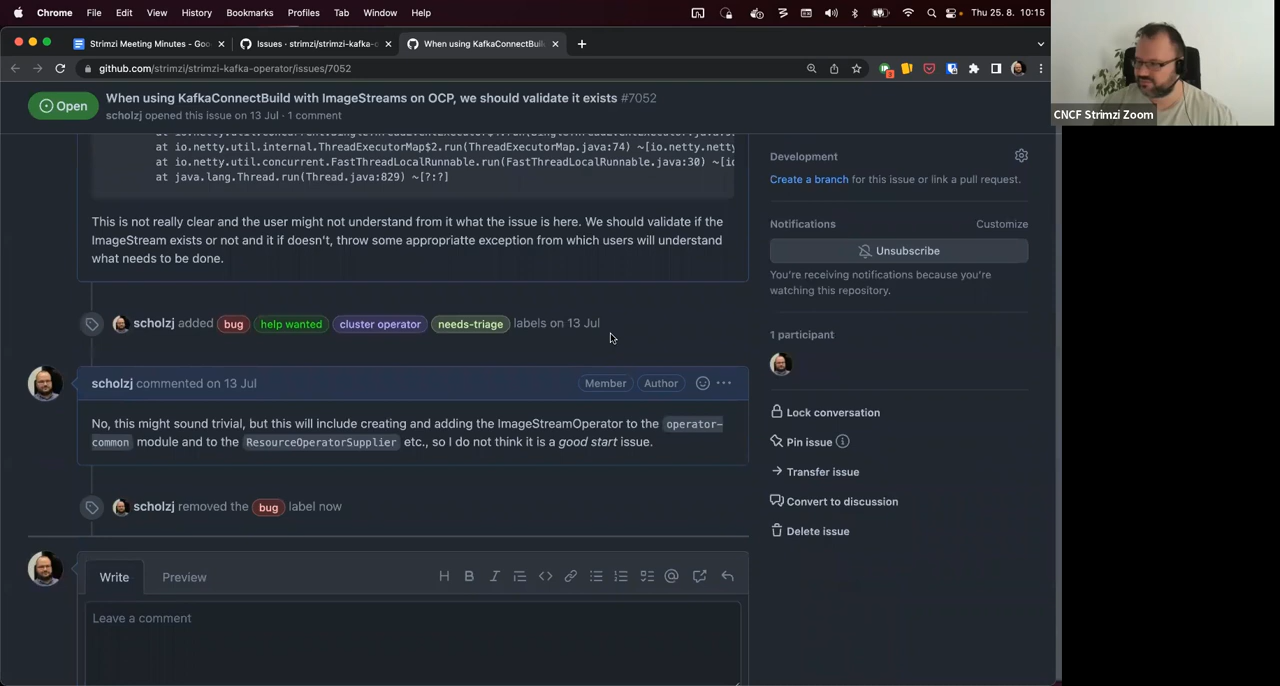 Chrome File Edit View History Bookmarks Profiles Tab Window Help Thu 25. 8. 10:15
Strimzi Meeting Minutes - Goo Issues · strimzi/strimzi-kafka-o When using KafkaConnectBuil
github.com/strimzi/strimzi-kafka-operator/issues/7052
Open When using KafkaConnectBuild with ImageStreams on OCP, we should validate it exists #7052
scholzj opened this issue on 13 Jul · 1 comment
CNCF Strimzi Zoom
at io.netty.util.internal.ThreadExecutorMap$2.run(ThreadExecutorMap.java:74) ~[io.netty.nett
at io.netty.util.concurrent.FastThreadLocalRunnable.run(FastThreadLocalRunnable.java:30) ~[io
at java.lang.Thread.run(Thread.java:829) ~[?:?]
This is not really clear and the user might not understand from it what the issue is here. We should validate if the
ImageStream exists or not and it if doesn't, throw some appropriatte exception from which users will understand
what needs to be done.
scholzj added bug help wanted cluster operator needs-triage labels on 13 Jul
scholzj commented on 13 Jul Member Author
No, this might sound trivial, but this will include creating and adding the ImageStreamOperator to the operator-
common module and to the ResourceOperatorSupplier etc., so I do not think it is a good start issue.
scholzj removed the bug label now
Write Preview
Leave a comment
Development
Create a branch for this issue or link a pull request.
Notifications Customize
Unsubscribe
You're receiving notifications because you're
watching this repository.
1 participant
Lock conversation
Pin issue
Transfer issue
Convert to discussion
Delete issue